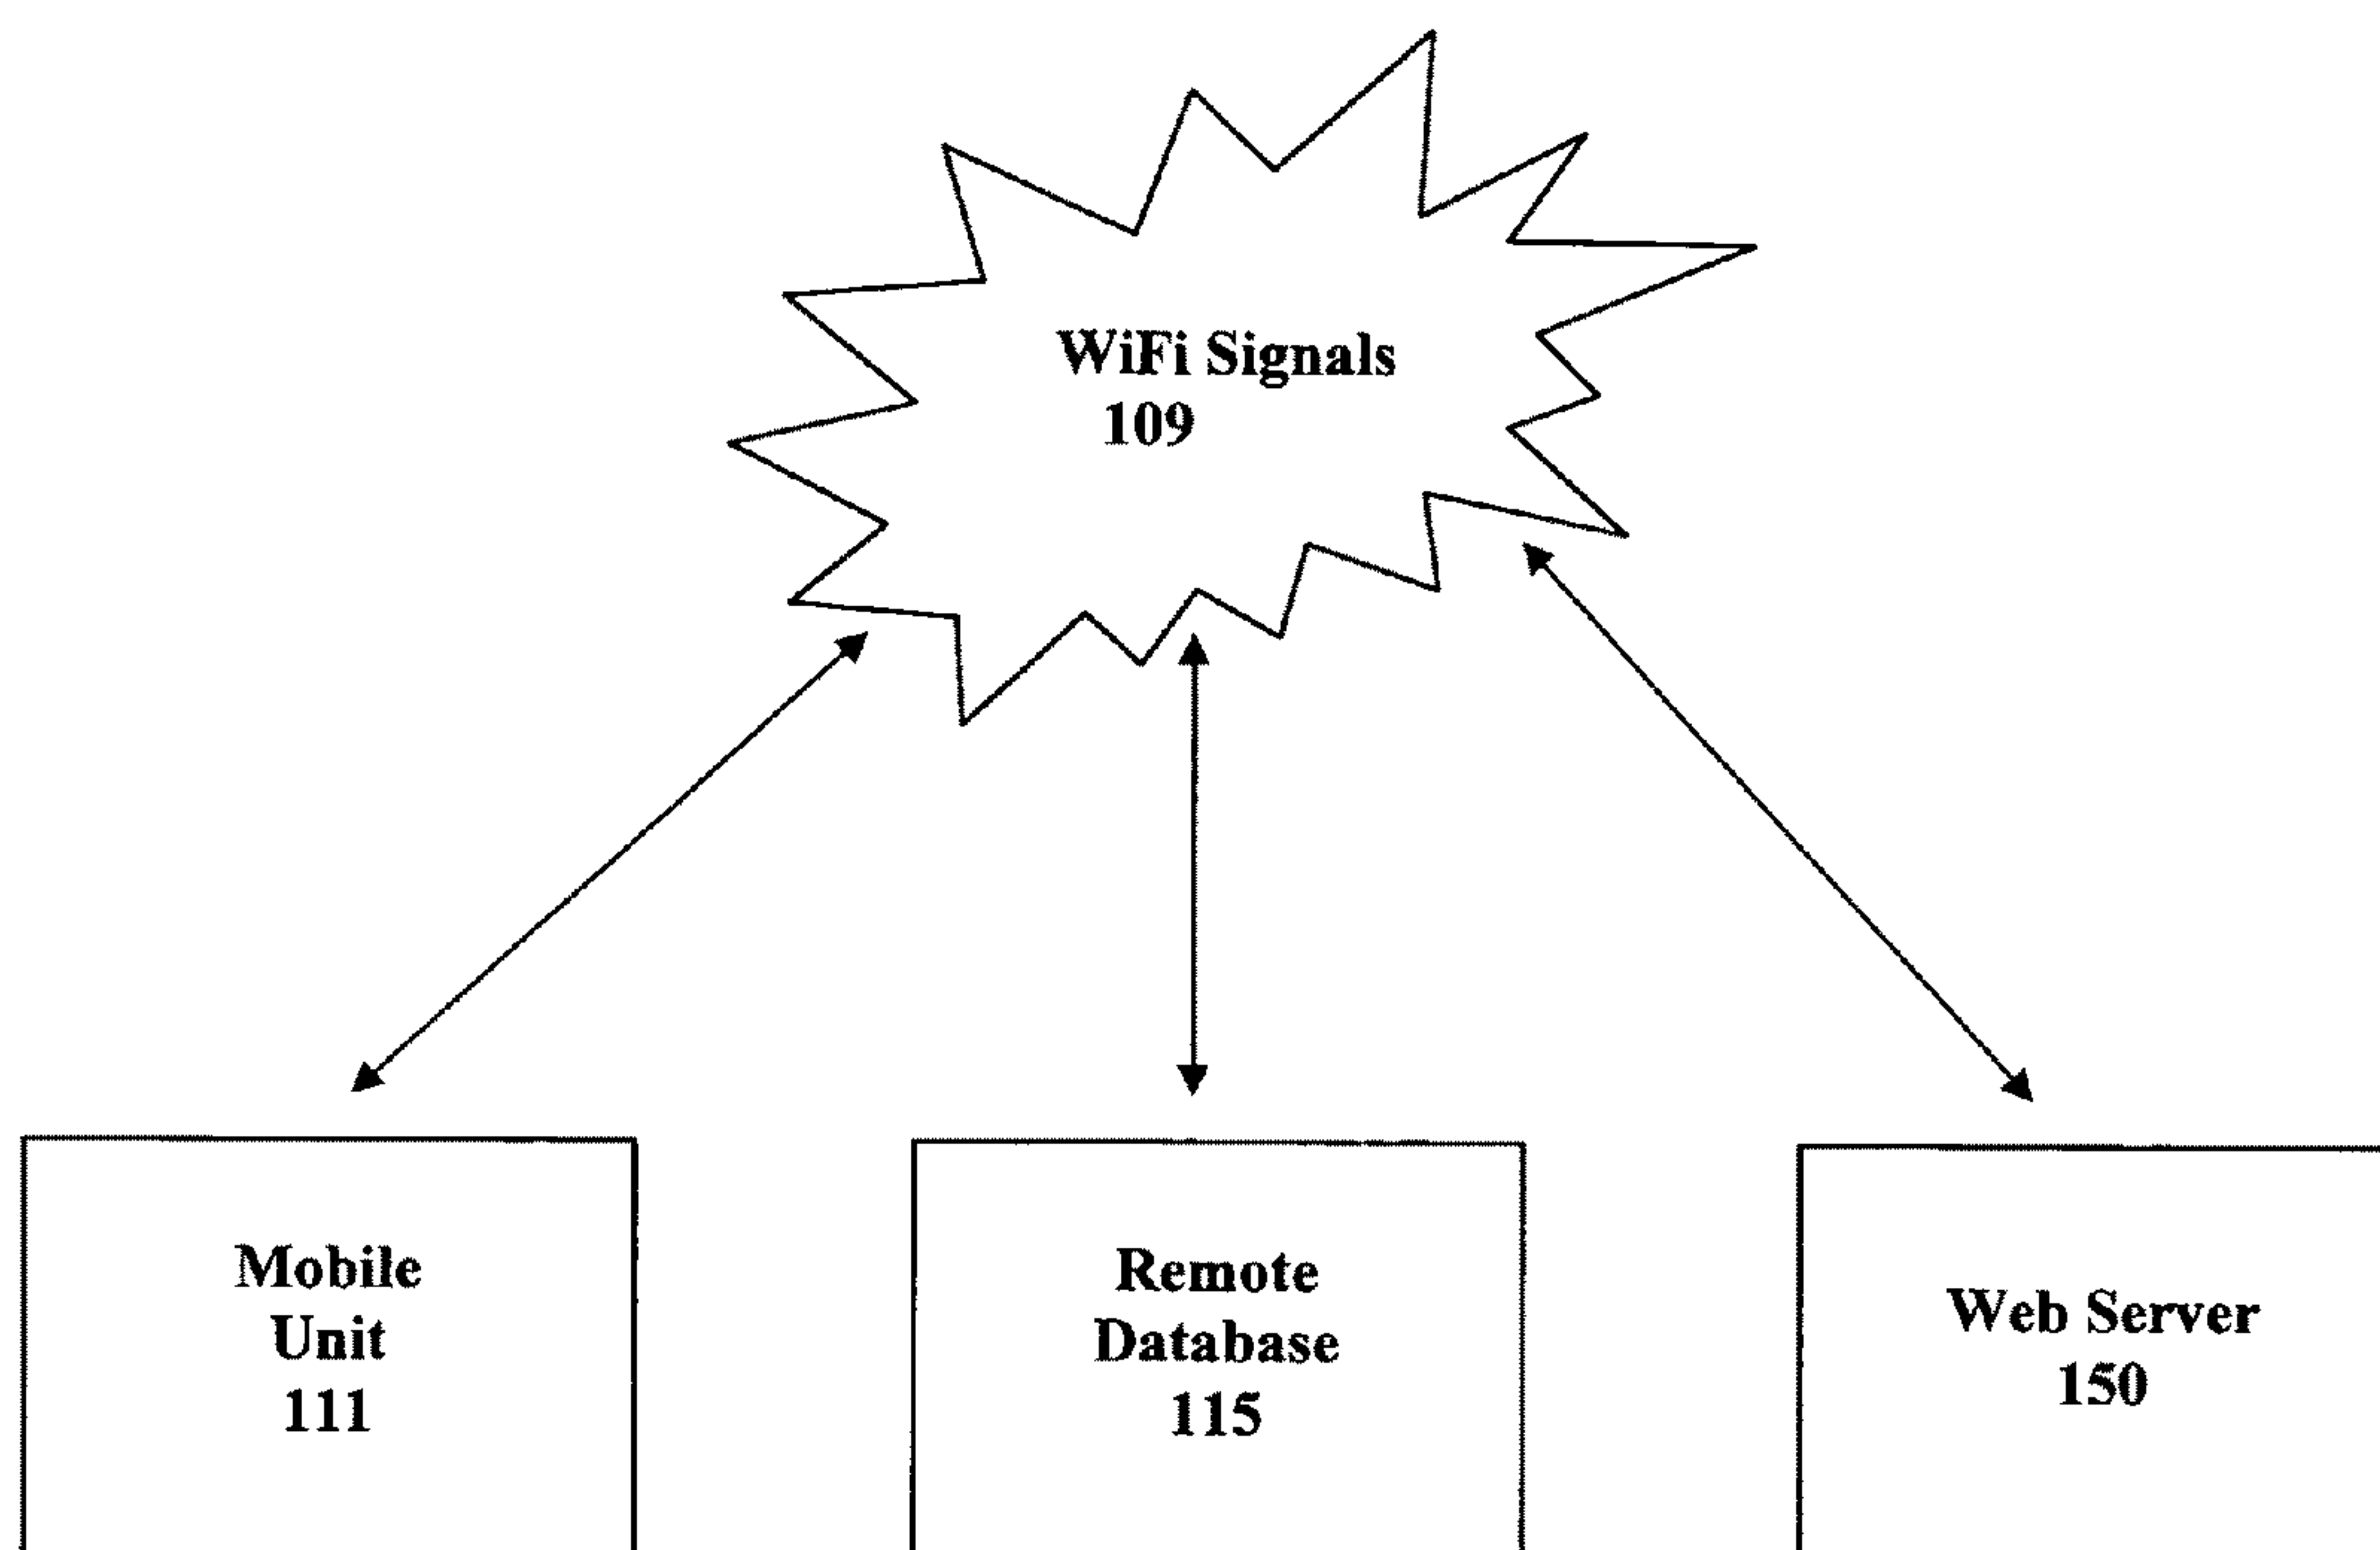 WiFi Signals
109
Mobile
Unit
111
Remote
Database
115
Web Server
150